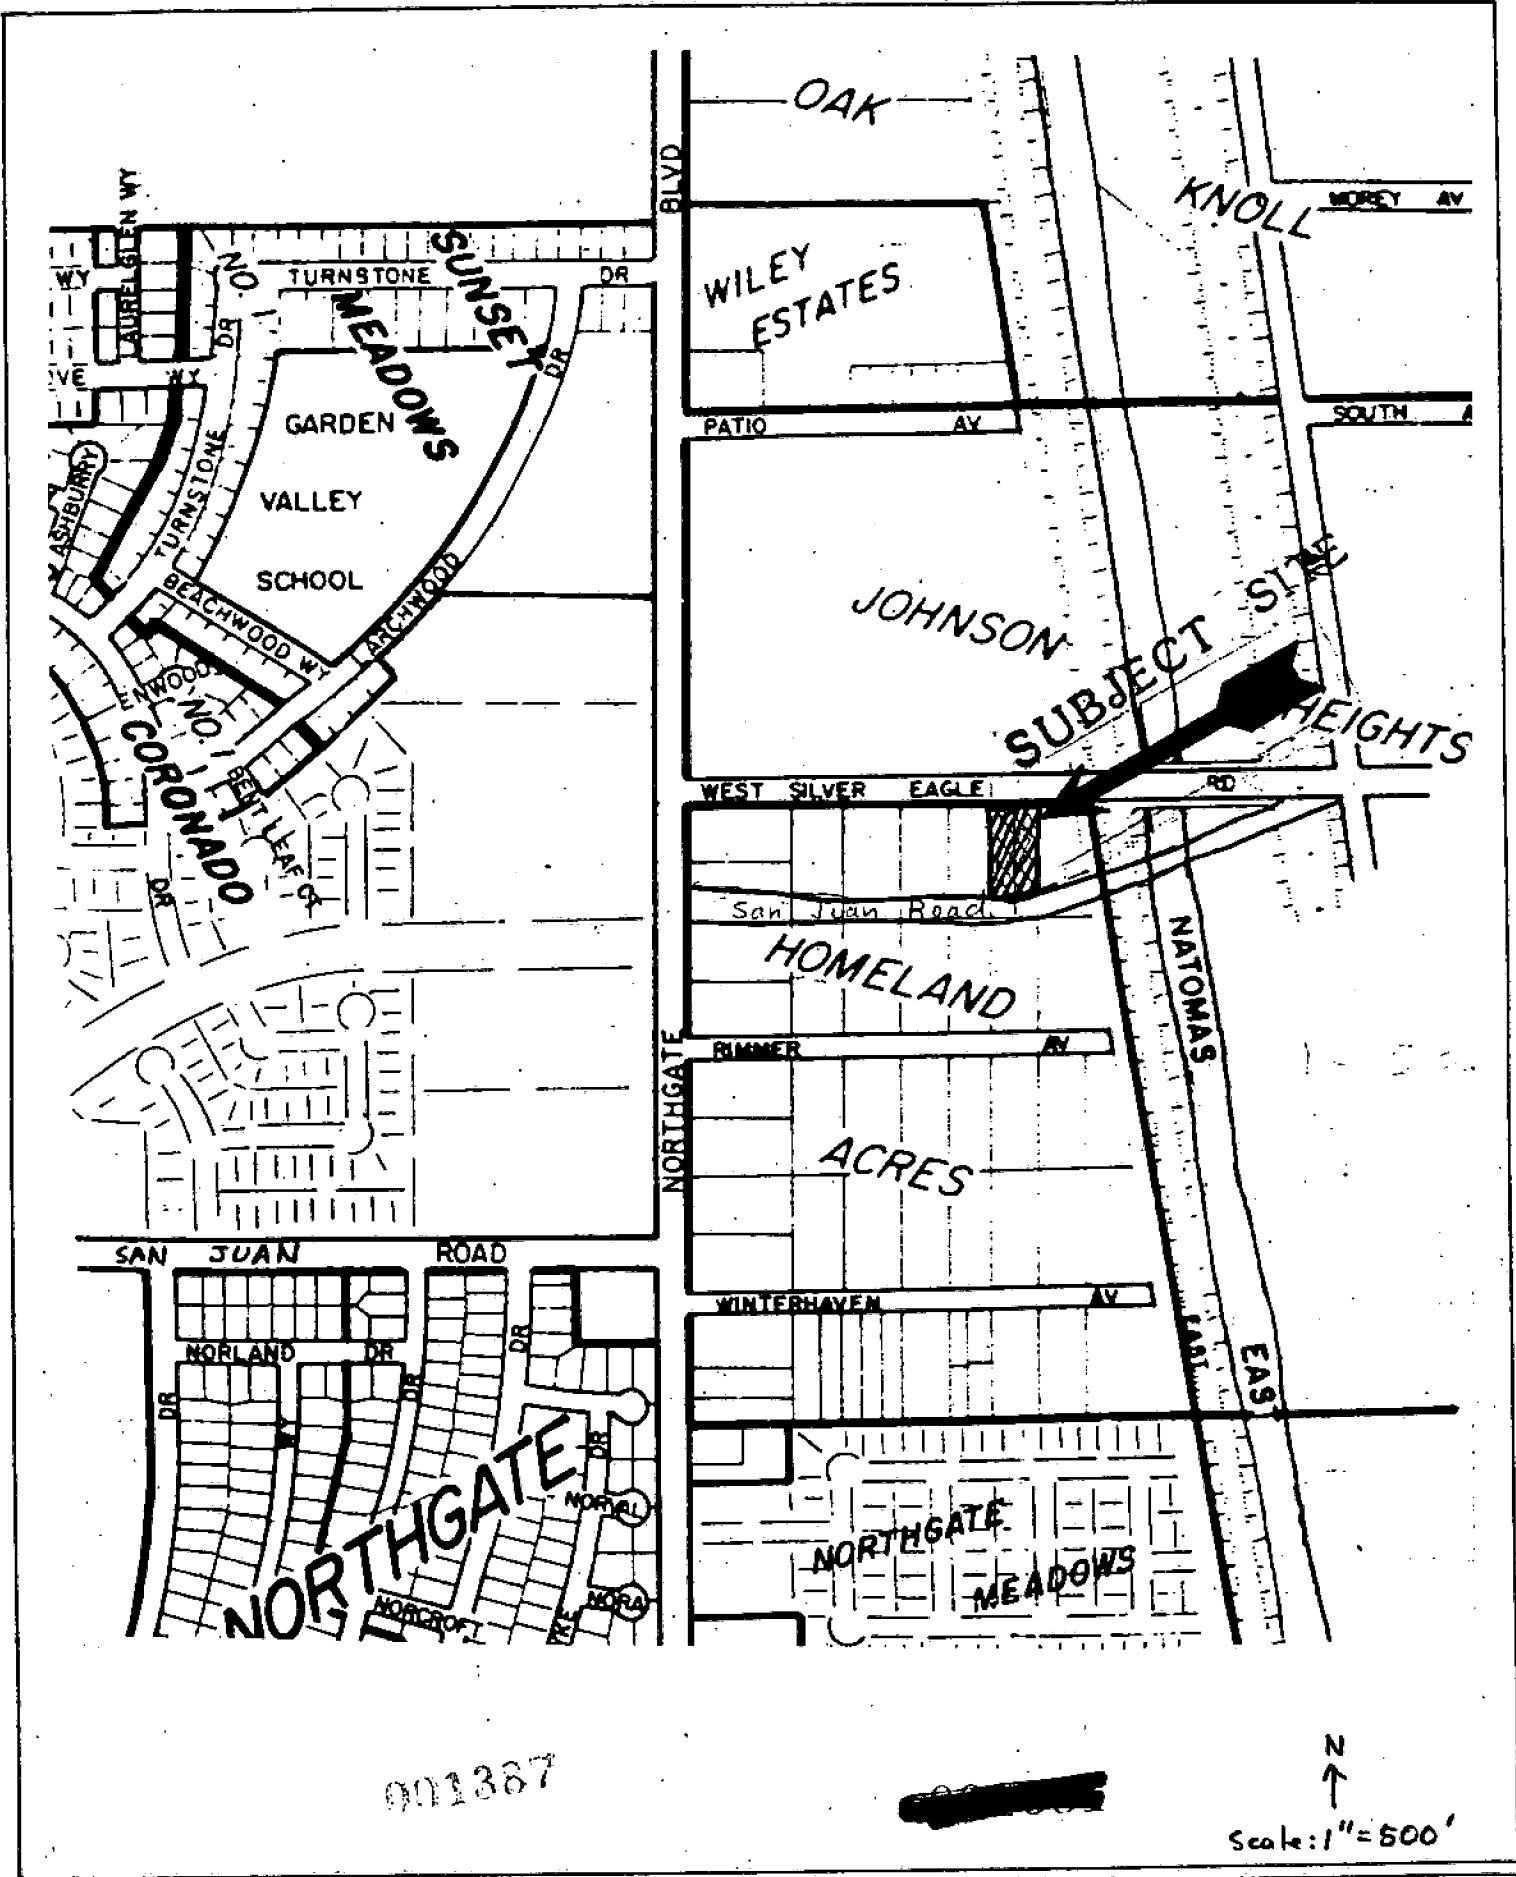 OAK
BLVD
KNOLL
MOREY AV
LAURELGLEN WY
WY
NO. 1
TURNSTONE DR
SUNSET
MEADOWS
WILEY
ESTATES
DR
DR
WY
GARDEN
VALLEY
SCHOOL
PATIO AV
SOUTH
ASHBURRY
TURNSTONE
BEACHWOOD WY
ARCHWOOD
JOHNSON
SUBJECT SITE
HEIGHTS
NO. 1
CORONADO
BENT LEAF CT
DR
WEST SILVER EAGLE RD
San Juan Road
HOMELAND
NATOMAS
RIMMER AV
NORTHGATE
ACRES
SAN JUAN ROAD
WINTERHAVEN AV
EAST
EAST
NORLAND DR
DR
DR
DR
WY
DR
NORTHGATE
NORVAL
NORTHGATE
MEADOWS
NORCROFT
NORA
001387
N
Scale: 1" = 500'